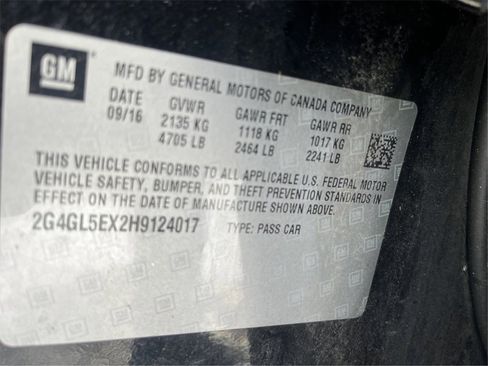 GM
MFD BY GENERAL MOTORS OF CANADA COMPANY
DATE GVWR GAWR FRT GAWR RR
09/16 2135 KG 1118 KG 1017 KG
4705 LB 2464 LB 2241 LB
THIS VEHICLE CONFORMS TO ALL APPLICABLE U.S. FEDERAL MOTOR
VEHICLE SAFETY, BUMPER, AND THEFT PREVENTION STANDARDS IN
EFFECT ON THE DATE OF MANUFACTURE SHOWN ABOVE.
2G4GL5EX2H9124017 TYPE: PASS CAR